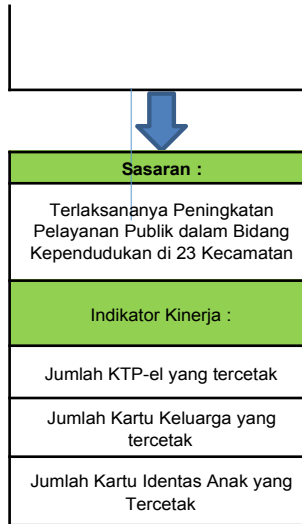 Sasaran :
Terlaksananya Peningkatan
Pelayanan Publik dalam Bidang
Kependudukan di 23 Kecamatan
Indikator Kinerja :
Jumlah KTP-el yang tercetak
Jumlah Kartu Keluarga yang
tercetak
Jumlah Kartu Identas Anak yang
Tercetak